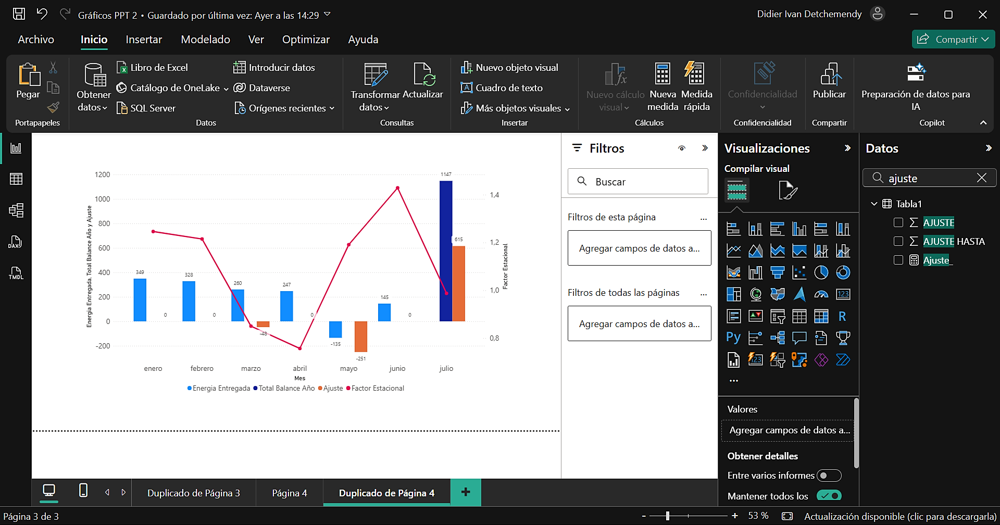 Gráficos PPT 2 • Guardado por última vez: Ayer a las 14:29
Didier Ivan Detchemendy
Archivo
Inicio
Insertar
Modelado
Ver
Optimizar
Ayuda
Compartir
Pegar
Portapapeles
Obtener datos
Libro de Excel
Catálogo de OneLake
SQL Server
Introducir datos
Dataverse
Orígenes recientes
Datos
Transformar datos
Actualizar
Consultas
Nuevo objeto visual
Cuadro de texto
Más objetos visuales
Insertar
Nuevo cálculo visual
Nueva medida
Medida rápida
Cálculos
Confidencialidad
Confidencialidad
Publicar
Compartir
Preparación de datos para IA
Copilot
DAX
TMDL
Energia Entregada, Total Balance Año y Ajuste
1200
1000
800
600
400
200
0
-200
349
0
328
0
260
-48
247
0
-135
-251
145
0
1147
615
1,4
1,2
1,0
0,8
Factor Estacional
enero
febrero
marzo
abril
mayo
junio
julio
Mes
Energia Entregada
Total Balance Año
Ajuste
Factor Estacional
Filtros
Buscar
Filtros de esta página
...
Agregar campos de datos a...
Filtros de todas las páginas
...
Agregar campos de datos a...
Visualizaciones
Compilar visual
123
R
Py
123
...
Valores
Agregar campos de datos a...
Obtener detalles
Entre varios informes
Mantener todos los
Datos
ajuste
Tabla1
AJUSTE
AJUSTE HASTA
Ajuste_
Duplicado de Página 3
Página 4
Duplicado de Página 4
+
Página 3 de 3
- + 53 %
Actualización disponible (clic para descargarla)